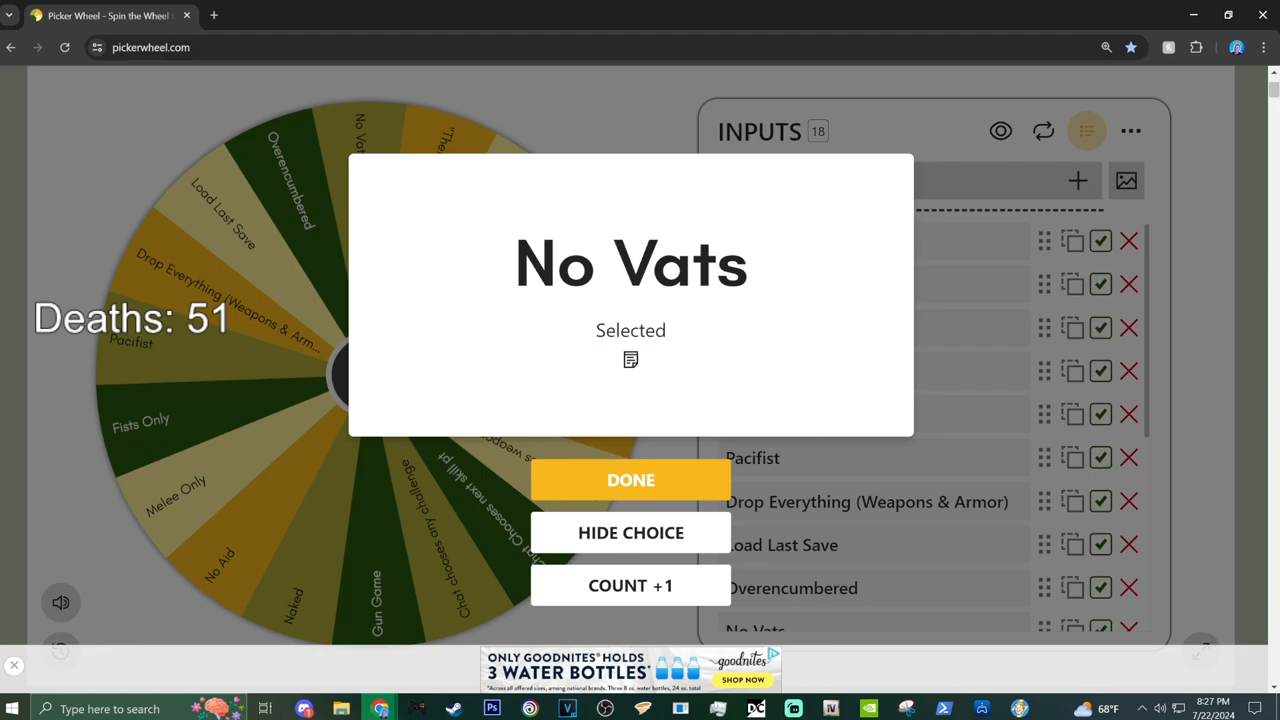 Picker Wheel - Spin the Wheel
pickerwheel.com
INPUTS 18
No Vats
Selected
DONE
HIDE CHOICE
COUNT +1
Deaths: 51
Overencumbered
Load Last Save
Drop Everything (Weapons & Arm...
Pacifist
Fists Only
Melee Only
No Aid
Naked
Gun Game
Chat chooses any challenge
Chat Chooses next skill pt
Pacifist
Drop Everything (Weapons & Armor)
Load Last Save
Overencumbered
No Vats
ONLY GOODNITES® HOLDS
3 WATER BOTTLES*
goodnites
SHOP NOW
Type here to search
68°F
8:27 PM
7/22/2024